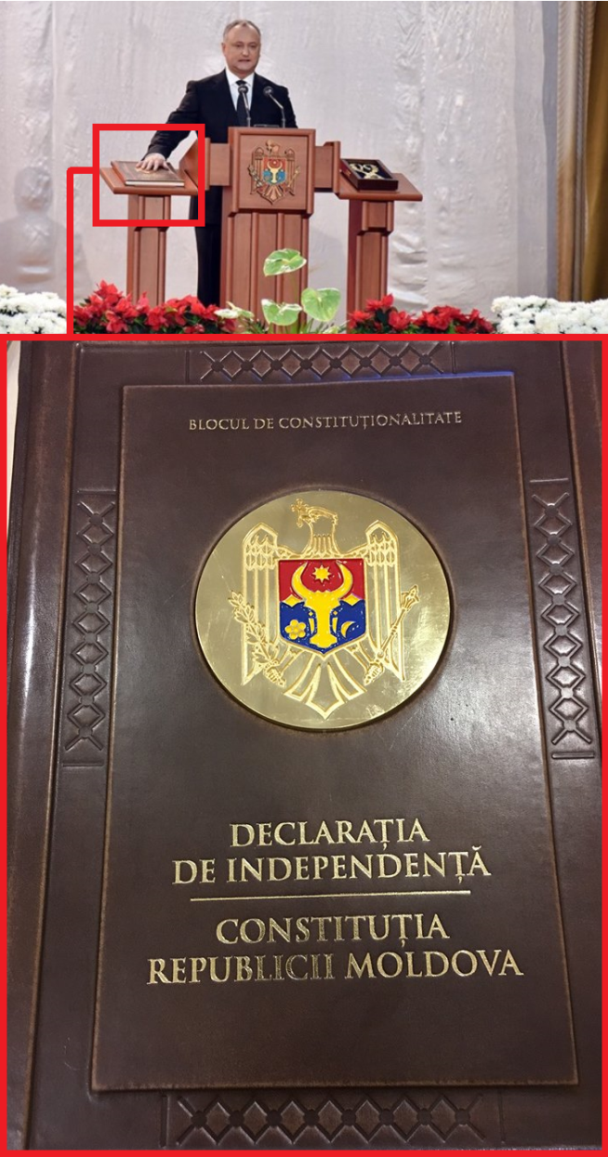 BLOCUL DE CONSTITUȚIONALITATE
DECLARAȚIA
DE INDEPENDENȚĂ
CONSTITUȚIA
REPUBLICII MOLDOVA